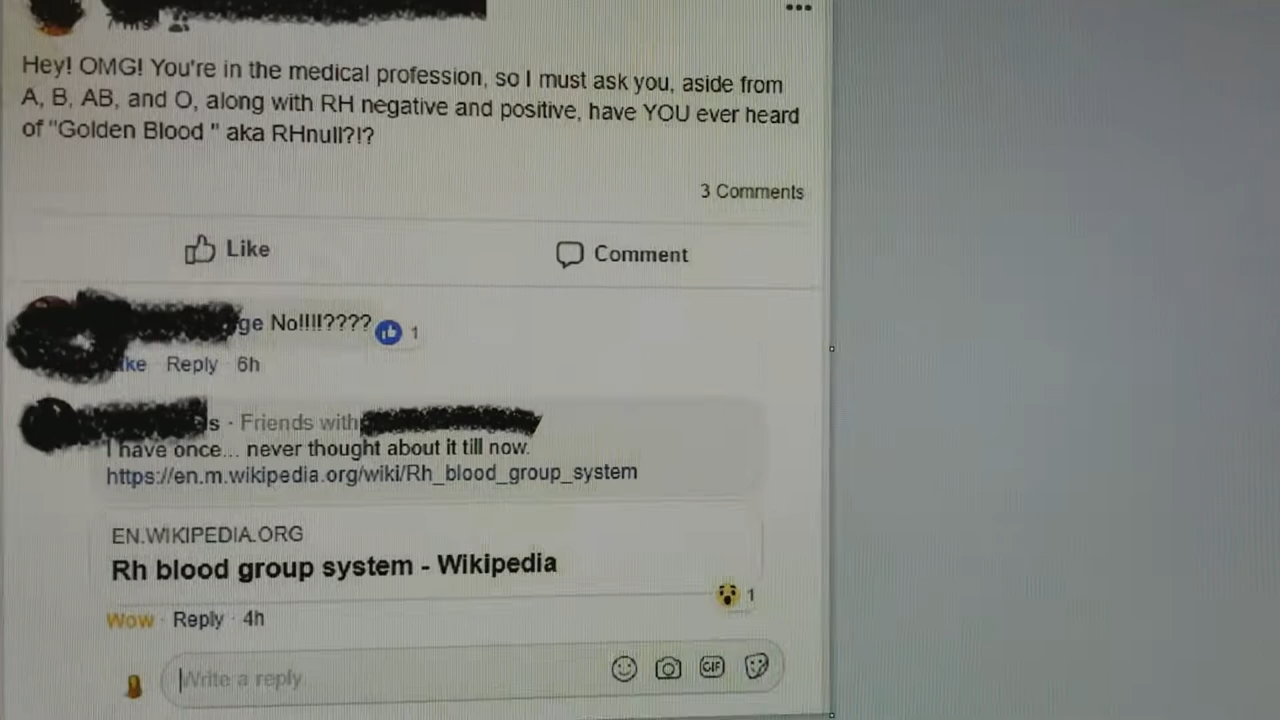 Hey! OMG! You're in the medical profession, so I must ask you, aside from
A, B, AB, and O, along with RH negative and positive, have YOU ever heard
of "Golden Blood " aka RHnull?!?
3 Comments
Like
Comment
ge No!!!!???? 1
ke Reply 6h
s · Friends with
I have once... never thought about it till now.
https://en.m.wikipedia.org/wiki/Rh_blood_group_system
EN.WIKIPEDIA.ORG
Rh blood group system - Wikipedia
1
Wow · Reply · 4h
Write a reply
GIF